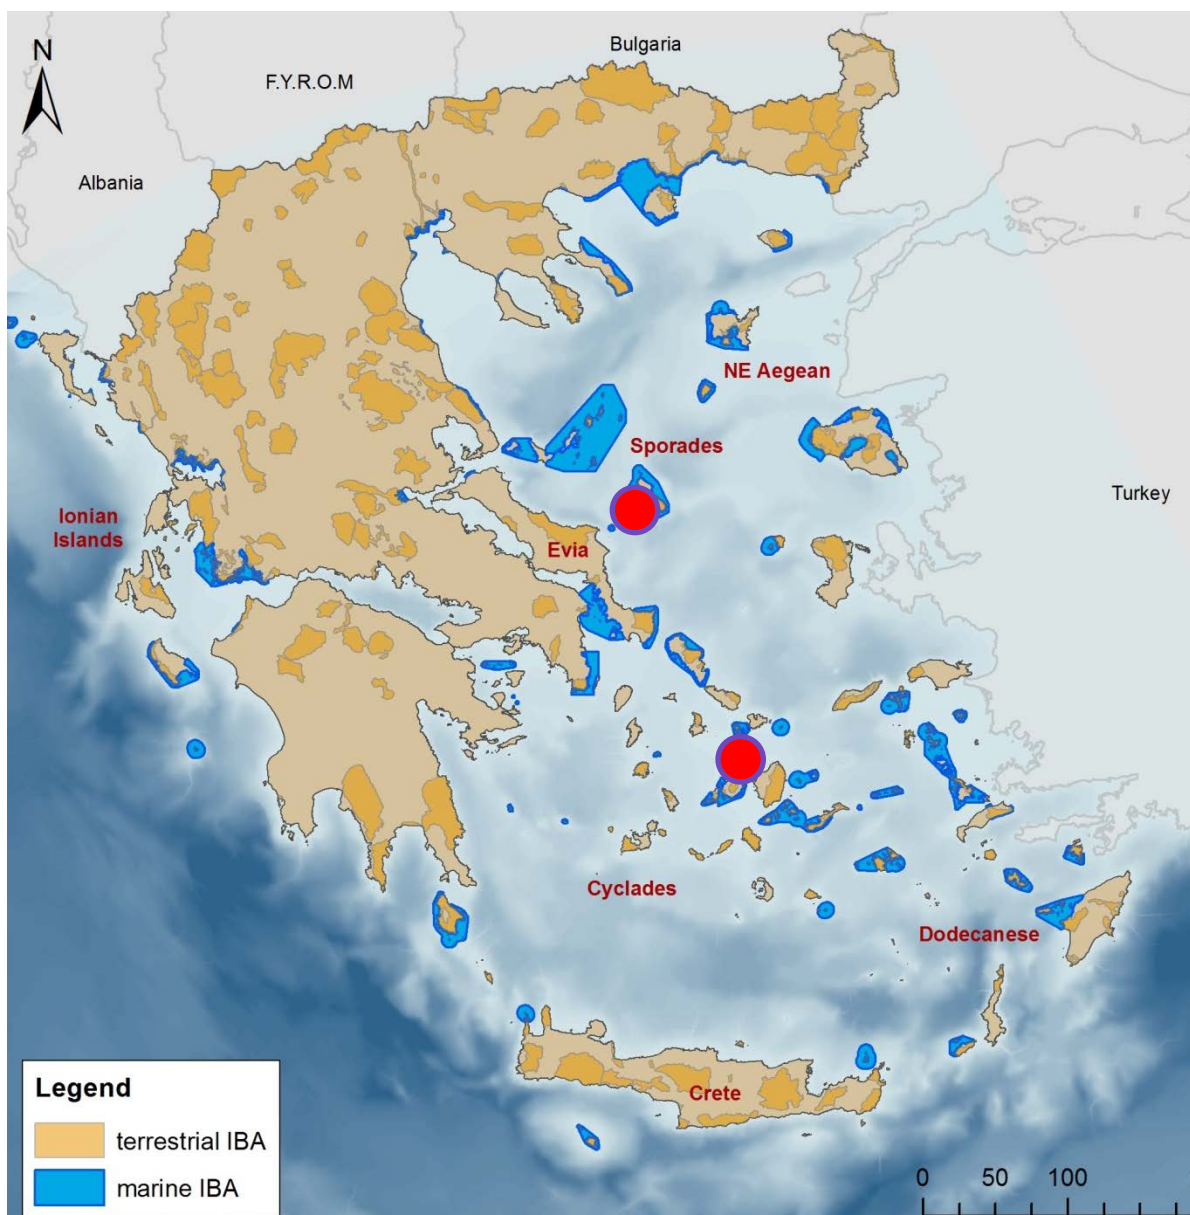 N
Bulgaria
F.Y.R.O.M
Albania
NE Aegean
Sporades
Turkey
Ionian
Islands
Evia
Cyclades
Dodecanese
Crete
Legend
terrestrial IBA
marine IBA
0 50 100